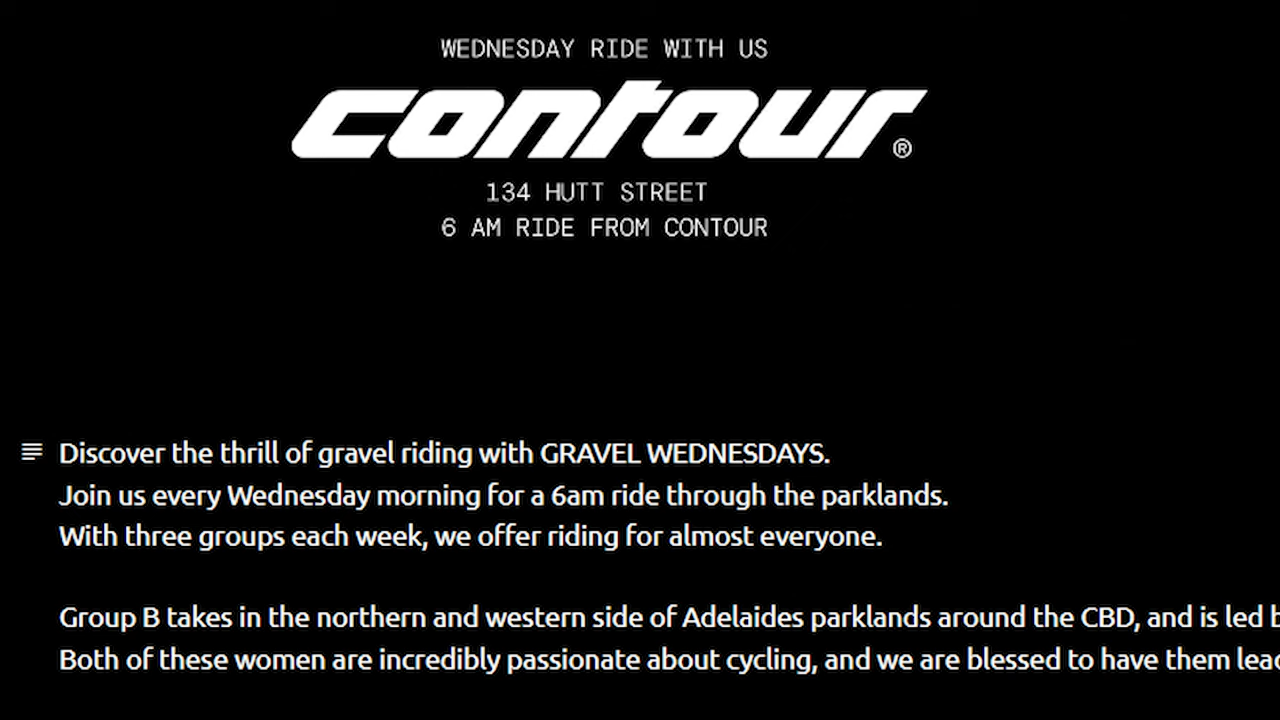 WEDNESDAY RIDE WITH US
contour®
134 HUTT STREET
6 AM RIDE FROM CONTOUR
Discover the thrill of gravel riding with GRAVEL WEDNESDAYS.
Join us every Wednesday morning for a 6am ride through the parklands.
With three groups each week, we offer riding for almost everyone.
Group B takes in the northern and western side of Adelaides parklands around the CBD, and is led
Both of these women are incredibly passionate about cycling, and we are blessed to have them